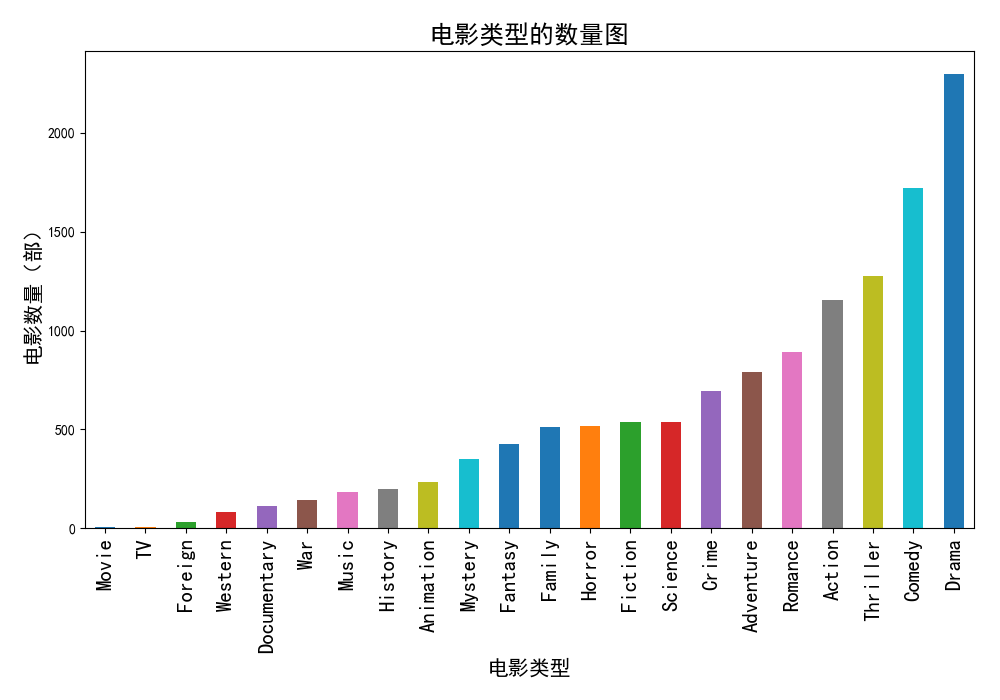 电影类型的数量图
电影数量（部）
2000
1500
1000
500
0
Movie
TV
Foreign
Western
Documentary
War
Music
History
Animation
Mystery
Fantasy
Family
Horror
Fiction
Science
Crime
Adventure
Romance
Action
Thriller
Comedy
Drama
电影类型